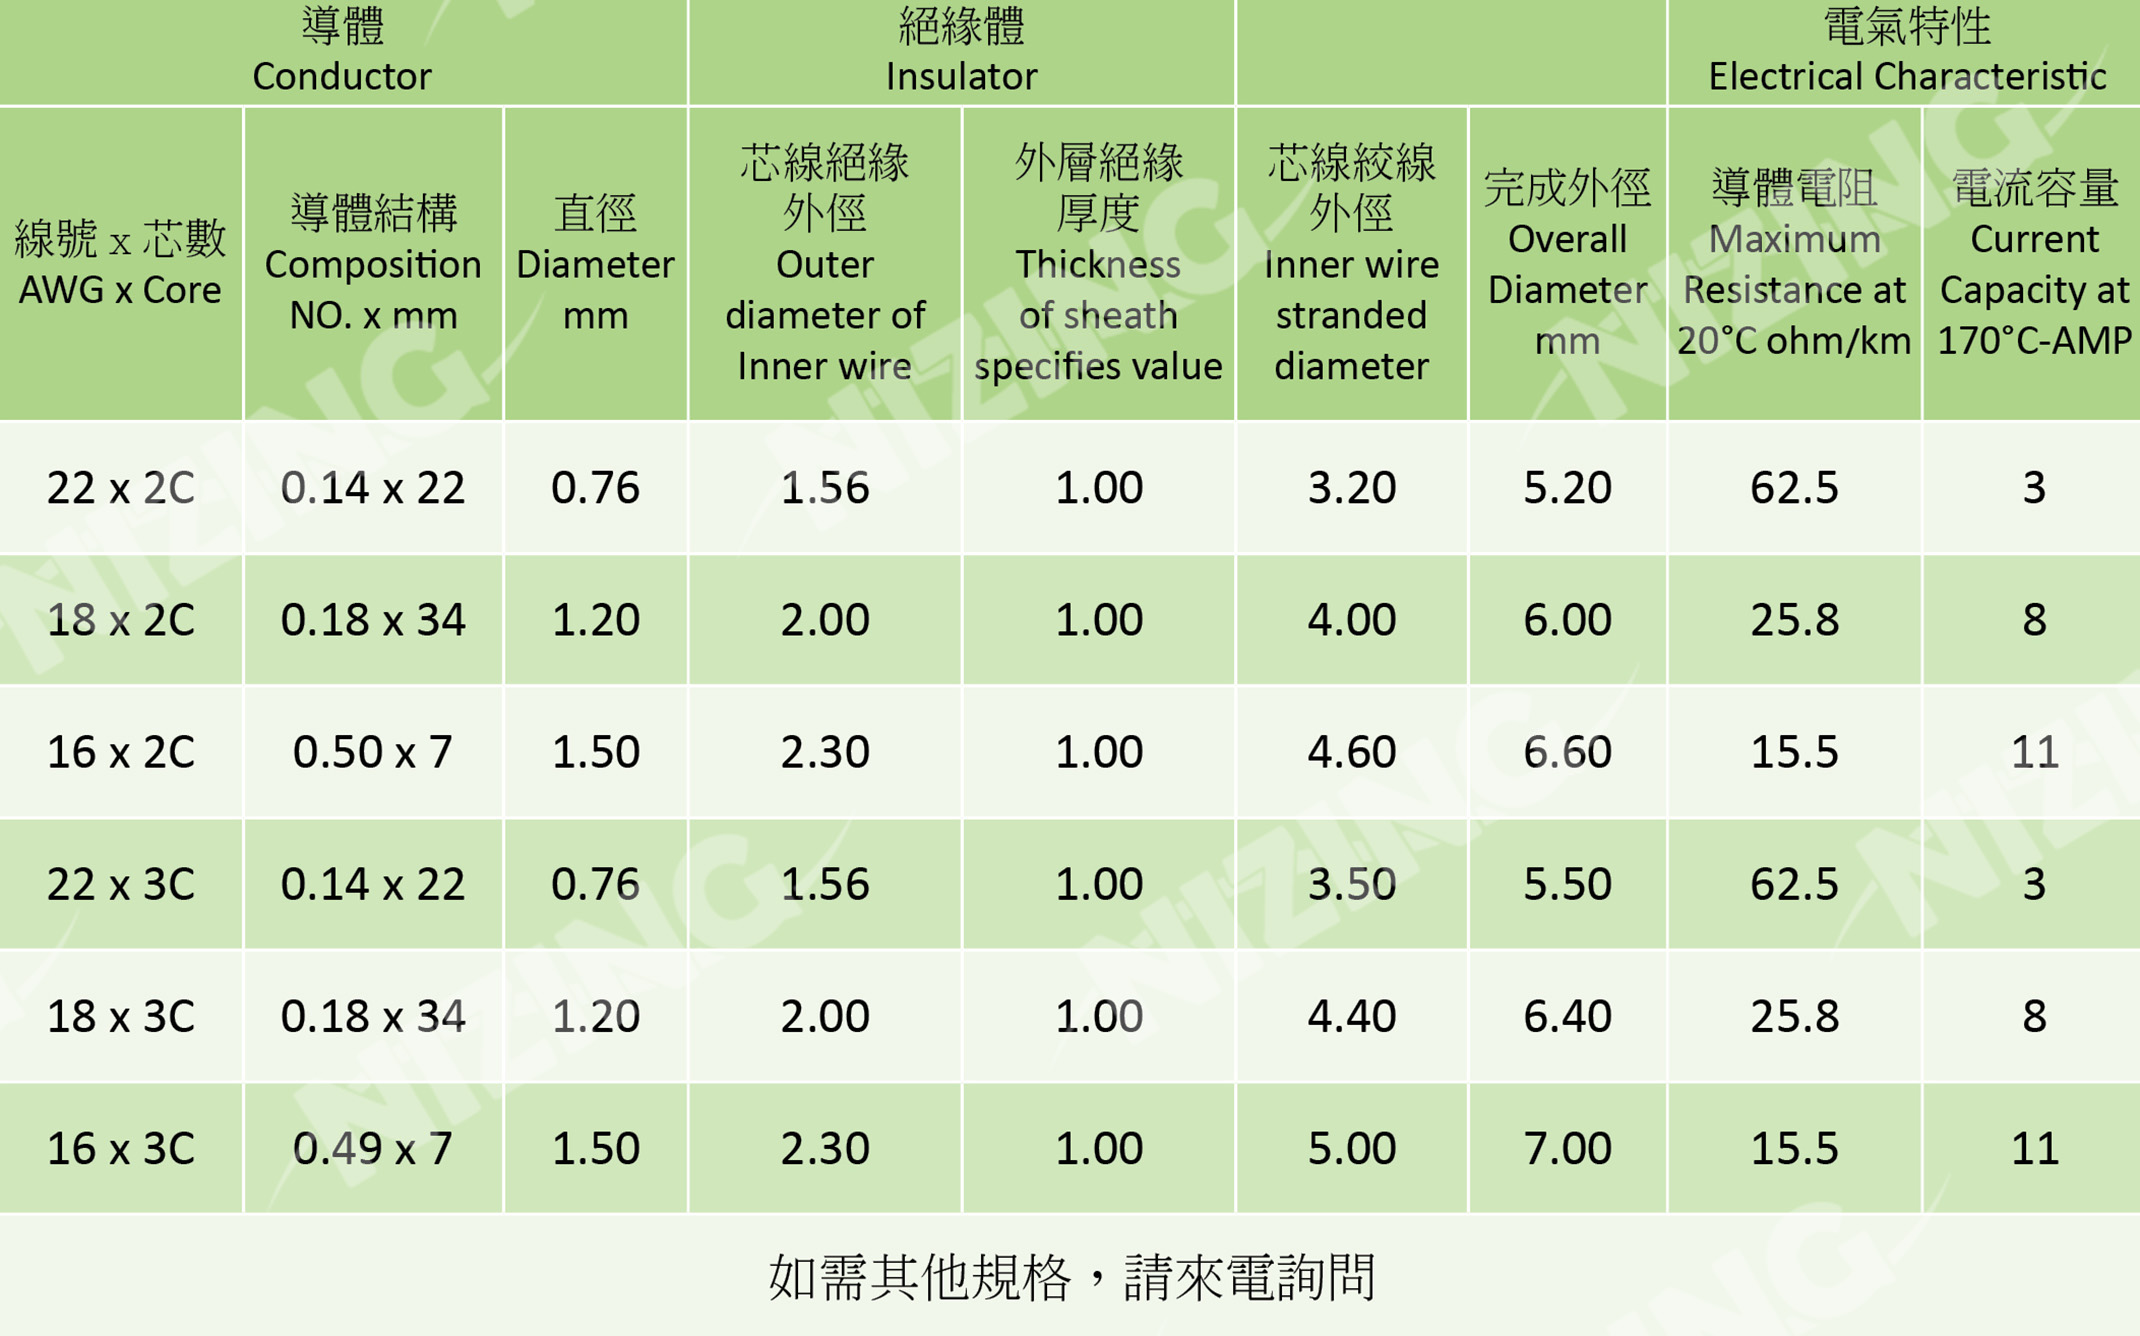 導體
Conductor
絕緣體
Insulator
電氣特性
Electrical Characteristic
線號 x 芯數
AWG x Core
導體結構
Composition
NO. x mm
直徑
Diameter
mm
芯線絕緣
外徑
Outer
diameter of
Inner wire
外層絕緣
厚度
Thickness
of sheath
specifies value
芯線絞線
外徑
Inner wire
stranded
diameter
完成外徑
Overall
Diameter
mm
導體電阻
Maximum
Resistance at
20°C ohm/km
電流容量
Current
Capacity at
170°C-AMP
22 x 2C 0.14 x 22 0.76 1.56 1.00 3.20 5.20 62.5 3
18 x 2C 0.18 x 34 1.20 2.00 1.00 4.00 6.00 25.8 8
16 x 2C 0.50 x 7 1.50 2.30 1.00 4.60 6.60 15.5 11
22 x 3C 0.14 x 22 0.76 1.56 1.00 3.50 5.50 62.5 3
18 x 3C 0.18 x 34 1.20 2.00 1.00 4.40 6.40 25.8 8
16 x 3C 0.49 x 7 1.50 2.30 1.00 5.00 7.00 15.5 11
如需其他規格，請來電詢問
NIZING
NIZING
NIZING
NIZING
NIZING
NIZING
NIZING